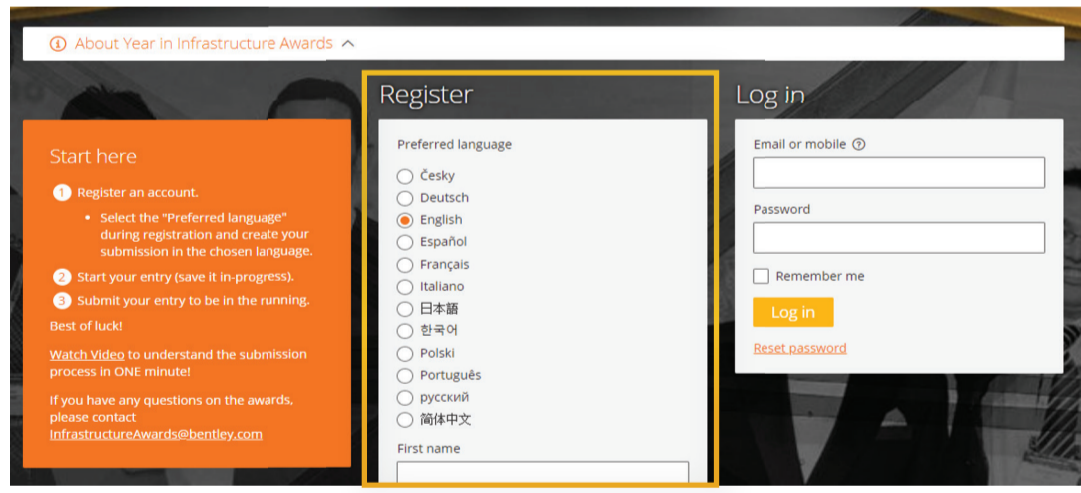 About Year in Infrastructure Awards
Start here
1 Register an account.
• Select the "Preferred language"
during registration and create your
submission in the chosen language.
2 Start your entry (save it in-progress).
3 Submit your entry to be in the running.
Best of luck!
Watch Video to understand the submission
process in ONE minute!
If you have any questions on the awards,
please contact
InfrastructureAwards@bentley.com
Register
Preferred language
Česky
Deutsch
English
Español
Français
Italiano
日本語
한국어
Polski
Português
русский
简体中文
First name
Log in
Email or mobile ?
Password
Remember me
Log in
Reset password